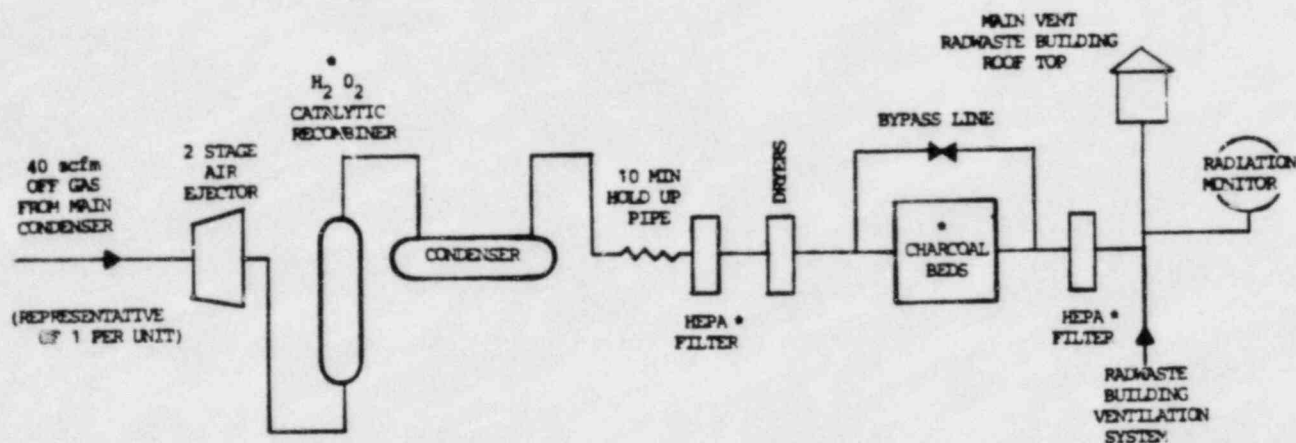 40 scfm
OFF GAS
FROM MAIN
CONDENSER
(REPRESENTATIVE
OF 1 PER UNIT)
2 STAGE
AIR
EJECTOR
*
H2 O2
CATALYTIC
RECOMBINER
CONDENSER
10 MIN
HOLD UP
PIPE
HEPA *
FILTER
DRYERS
BYPASS LINE
*
CHARCOAL
BEDS
HEPA *
FILTER
MAIN VENT
RADWASTE BUILDING
ROOF TOP
RADIATION
MONITOR
RADWASTE
BUILDING
VENTILATION
SYSTEM